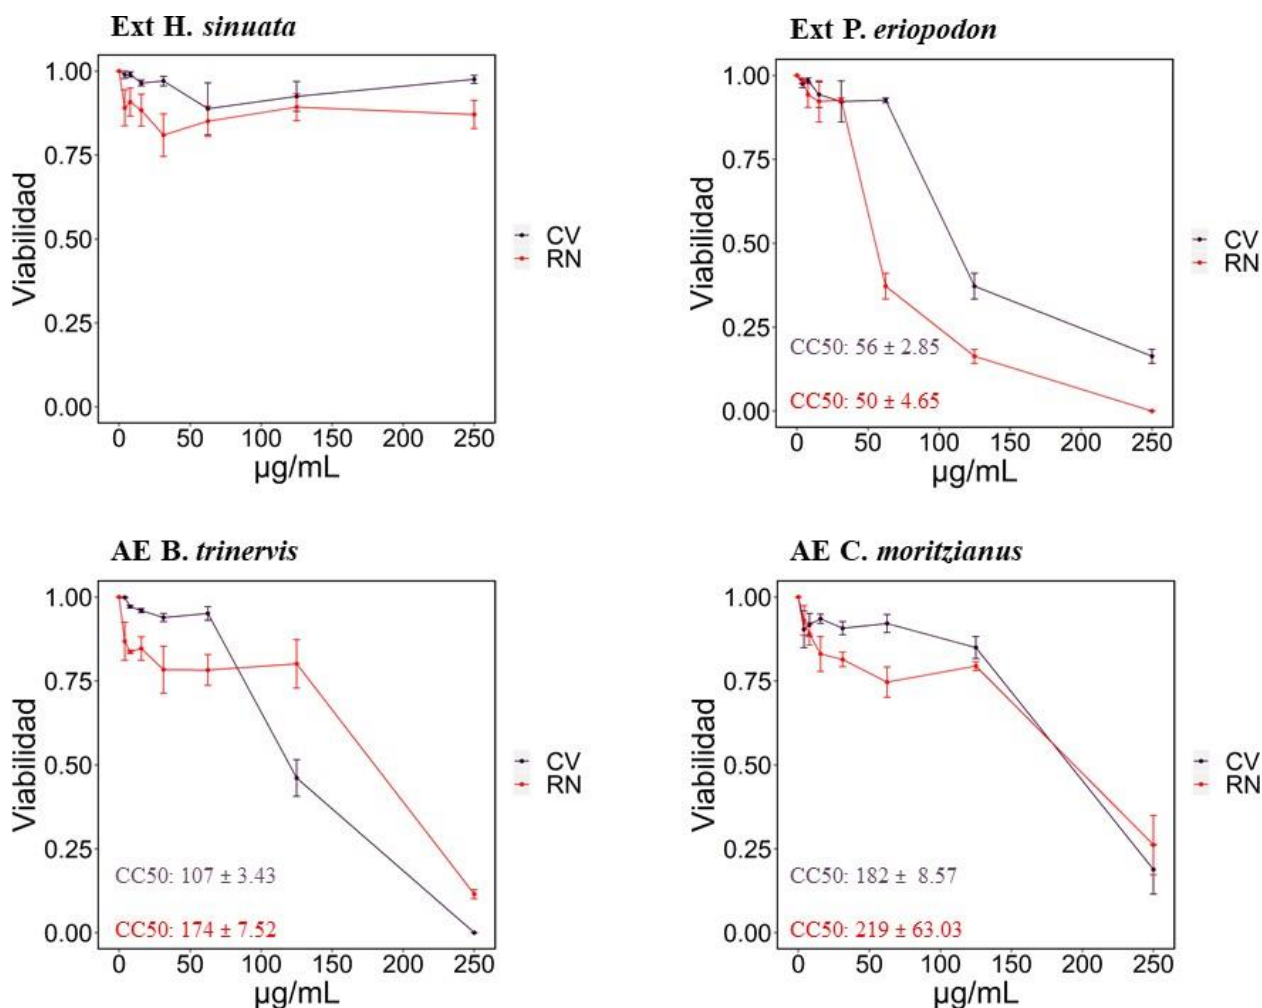 Ext H. sinuata
1.00
0.75
0.50
0.25
0.00
Viabilidad
0 50 100 150 200 250
µg/mL
CV
RN
Ext P. eriopodon
1.00
0.75
0.50
0.25
0.00
Viabilidad
CC50: 56 ± 2.85
CC50: 50 ± 4.65
0 50 100 150 200 250
µg/mL
CV
RN
AE B. trinervis
1.00
0.75
0.50
0.25
0.00
Viabilidad
CC50: 107 ± 3.43
CC50: 174 ± 7.52
0 50 100 150 200 250
µg/mL
CV
RN
AE C. moritzianus
1.00
0.75
0.50
0.25
0.00
Viabilidad
CC50: 182 ± 8.57
CC50: 219 ± 63.03
0 50 100 150 200 250
µg/mL
CV
RN